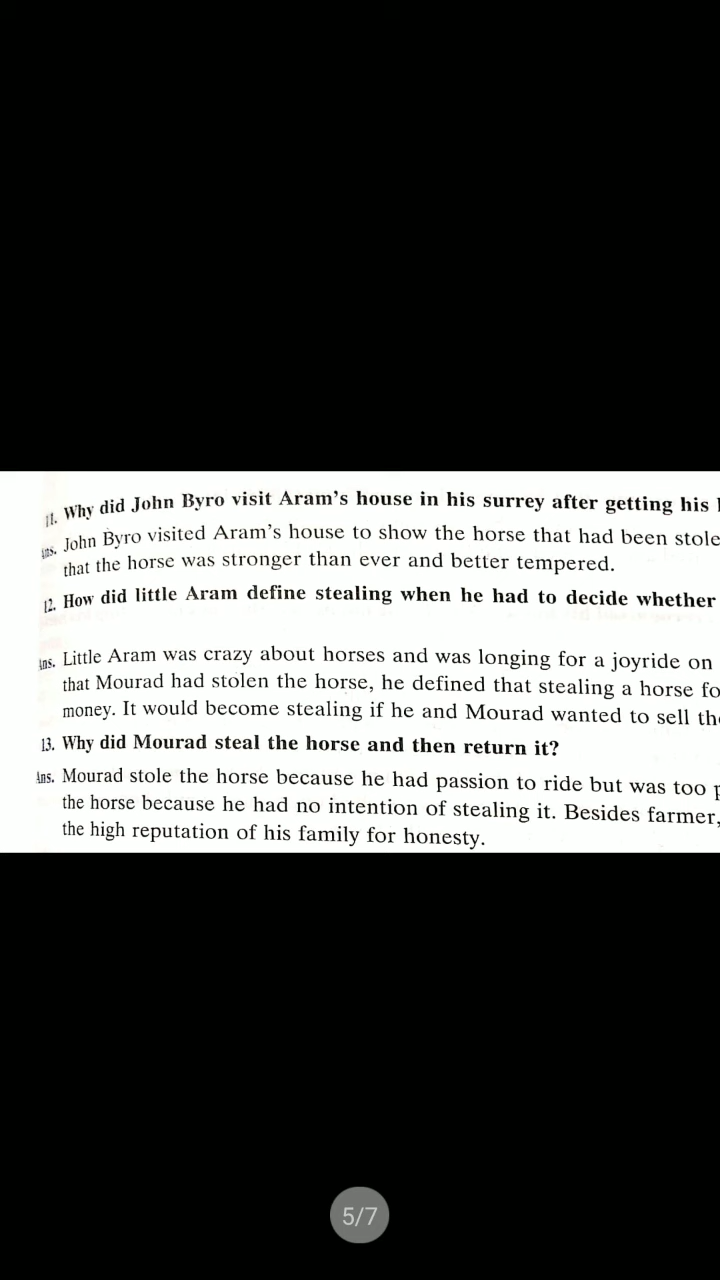 11. Why did John Byro visit Aram's house in his surrey after getting his
Ans. John Byro visited Aram's house to show the horse that had been stole
that the horse was stronger than ever and better tempered.
12. How did little Aram define stealing when he had to decide whether
Ans. Little Aram was crazy about horses and was longing for a joyride on
that Mourad had stolen the horse, he defined that stealing a horse fo
money. It would become stealing if he and Mourad wanted to sell the
13. Why did Mourad steal the horse and then return it?
Ans. Mourad stole the horse because he had passion to ride but was too
the horse because he had no intention of stealing it. Besides farmer,
the high reputation of his family for honesty.
5/7